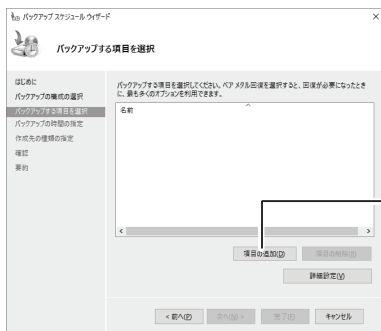 バックアップ スケジュール ウィザード
バックアップする項目を選択
はじめに
バックアップの構成の選択
バックアップする項目を選択
バックアップの時間の指定
作成先の種類の指定
確認
要約
バックアップする項目を選択してください。ベア メタル回復を選択すると、回復が必要になったとき
に、最も多くのオプションを利用できます。
名前
項目の追加(D)
項目の削除(R)
詳細設定(V)
< 前へ(P)
次へ(N) >
完了(F)
キャンセル